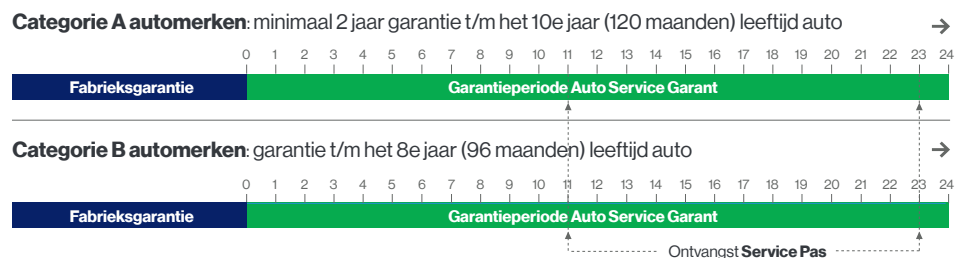 Categorie A automerken: minimaal 2 jaar garantie t/m het 10e jaar (120 maanden) leeftijd auto →
0 1 2 3 4 5 6 7 8 9 10 11 12 13 14 15 16 17 18 19 20 21 22 23 24
Fabrieksgarantie Garantieperiode Auto Service Garant
Categorie B automerken: garantie t/m het 8e jaar (96 maanden) leeftijd auto →
0 1 2 3 4 5 6 7 8 9 10 11 12 13 14 15 16 17 18 19 20 21 22 23 24
Fabrieksgarantie Garantieperiode Auto Service Garant
Ontvangst Service Pas